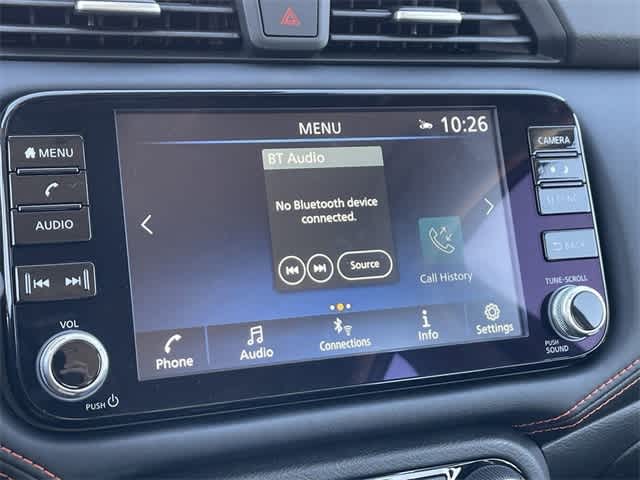 MENU
AUDIO
VOL
PUSH
MENU
10:26
BT Audio
No Bluetooth device
connected.
Source
Call History
Phone
Audio
Connections
Info
Settings
CAMERA
BACK
TUNE-SCROLL
PUSH
SOUND